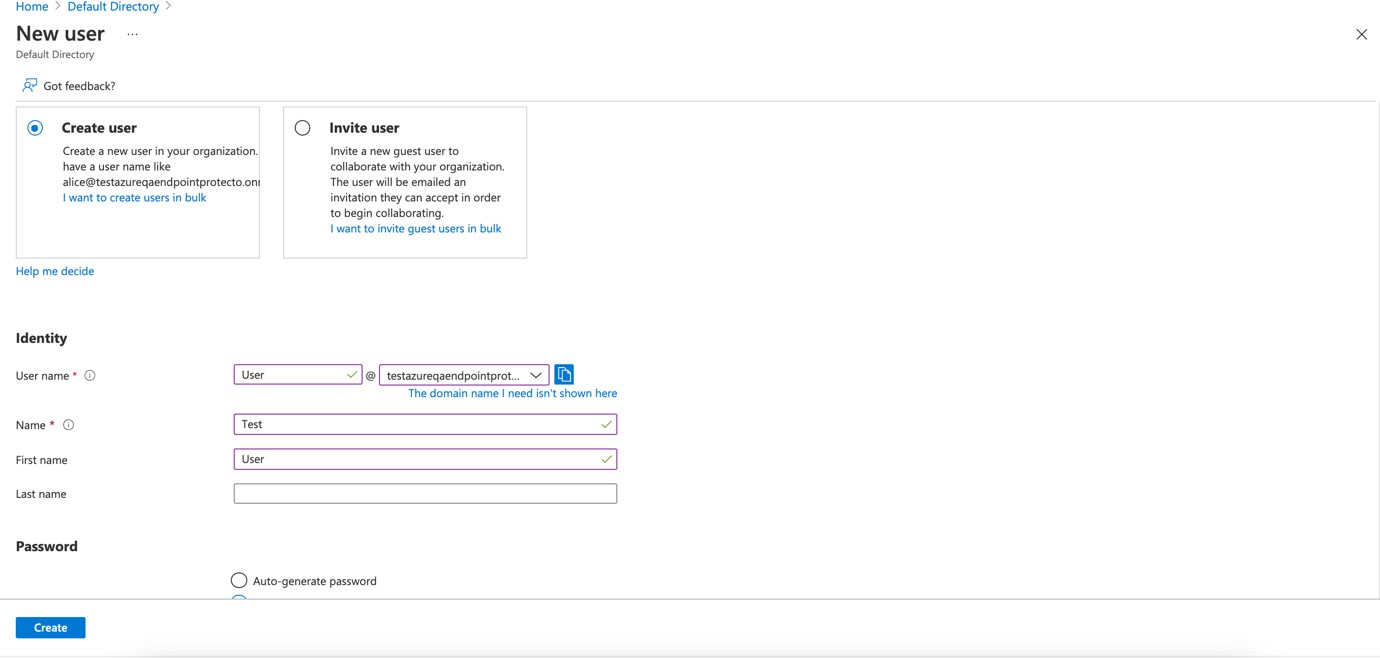 Home > Default Directory >
New user ...
Default Directory
Got feedback?
Create user
Create a new user in your organization.
have a user name like
alice@testazureqaendpointprotecto.onr
I want to create users in bulk
Invite user
Invite a new guest user to
collaborate with your organization.
The user will be emailed an
invitation they can accept in order
to begin collaborating.
I want to invite guest users in bulk
Help me decide
Identity
User name * User @ testazureqaendpointprot...
The domain name I need isn't shown here
Name * Test
First name User
Last name
Password
Auto-generate password
Create